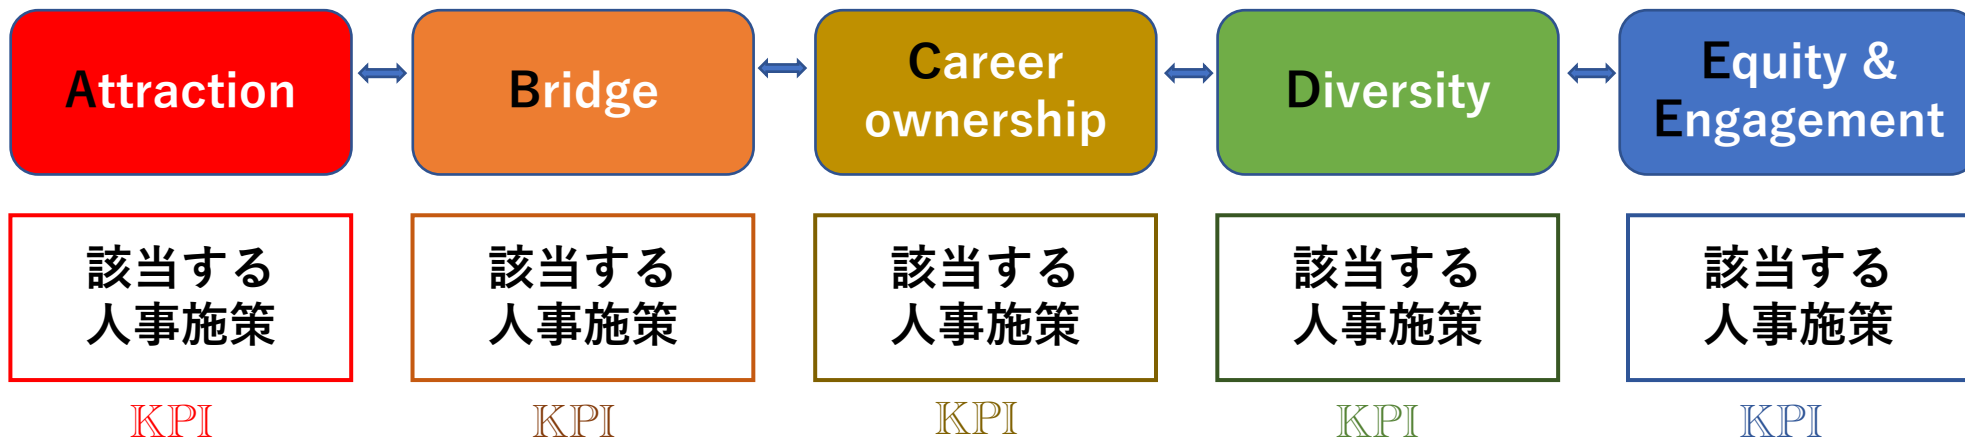 Attraction
Bridge
Career
ownership
Diversity
Equity &
Engagement
該当する
人事施策
該当する
人事施策
該当する
人事施策
該当する
人事施策
該当する
人事施策
KPI
KPI
KPI
KPI
KPI